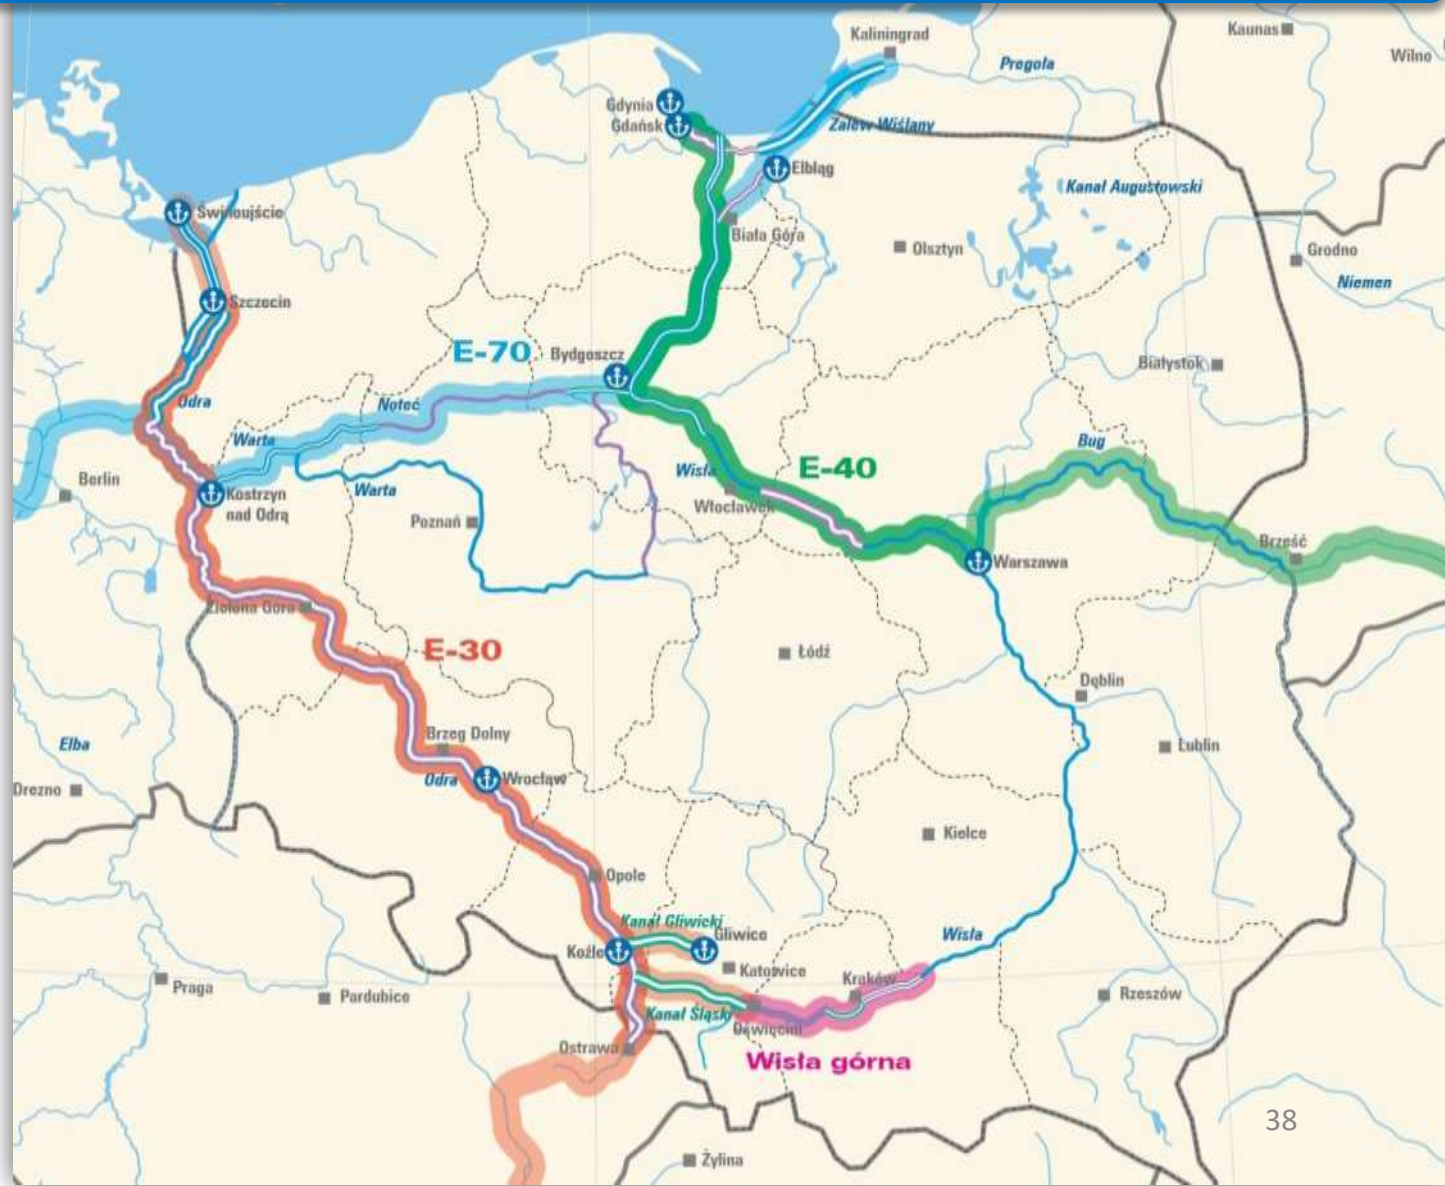 Kaliningrad
Kaunas
Wilno
Pregoła
Gdynia
Gdańsk
Zalew Wiślany
Elbląg
Kanał Augustowski
Świnoujście
Biała Góra
Olsztyn
Grodno
Niemen
Szczecin
E-70
Bydgoszcz
Białystok
Odra
Noteć
Warta
Bug
Wisła
E-40
Berlin
Kostrzyn
nad Odrą
Warta
Włocławek
Poznań
Brześć
Warszawa
Zielona Góra
E-30
Łódź
Dęblin
Brzeg Dolny
Elba
Lublin
Odra
Wrocław
Drezno
Kielce
Opole
Kanał Gliwicki
Gliwice
Wisła
Koźle
Katowice
Kraków
Praga
Pardubice
Rzeszów
Kanał Śląski
Oświęcim
Ostrawa
Wisła górna
38
Żylina